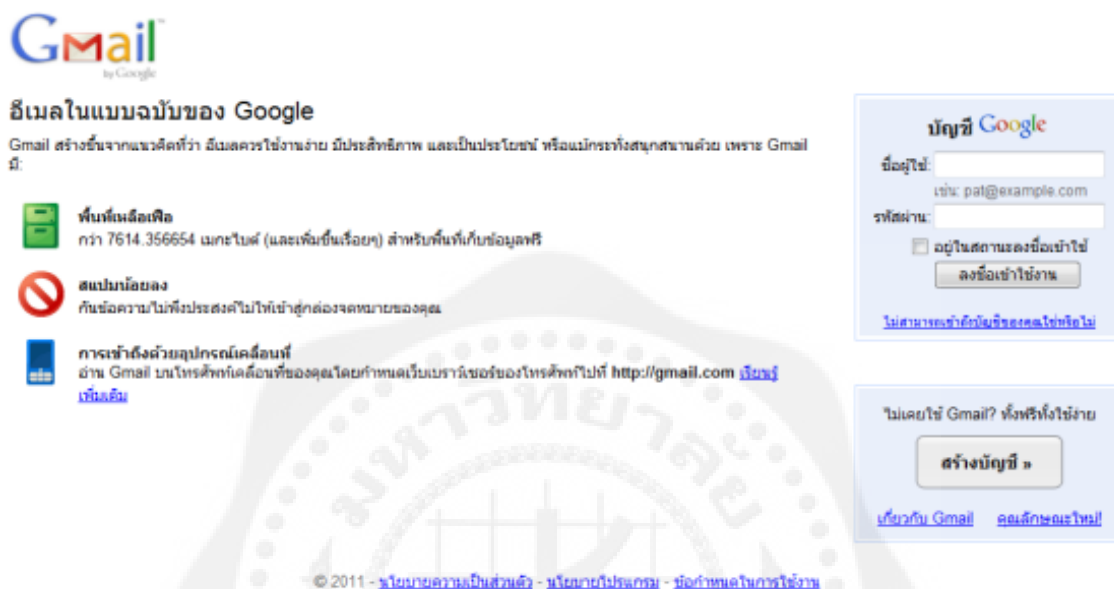 Gmail™
by Google
อีเมลในแบบฉบับของ Google
Gmail สร้างขึ้นจากแนวคิดที่ว่า อีเมลควรใช้งานง่าย มีประสิทธิภาพ และเป็นประโยชน์ หรือแม้กระทั่งสนุกสนานด้วย เพราะ Gmail
มี:
พื้นที่เหลือเฟือ
กว่า 7614.356654 เมกะไบต์ (และเพิ่มขึ้นเรื่อยๆ) สำหรับพื้นที่เก็บข้อมูลฟรี
สแปมน้อยลง
กันข้อความไม่พึงประสงค์ไม่ให้เข้าสู่กล่องจดหมายของคุณ
การเข้าถึงด้วยอุปกรณ์เคลื่อนที่
อ่าน Gmail บนโทรศัพท์เคลื่อนที่ของคุณโดยกำหนดเว็บเบราว์เซอร์ของโทรศัพท์ไปที่ http://gmail.com เรียนรู้
เพิ่มเติม
บัญชี Google
ชื่อผู้ใช้:
เช่น: pat@example.com
รหัสผ่าน:
อยู่ในสถานะลงชื่อเข้าใช้
ลงชื่อเข้าใช้งาน
ไม่สามารถเข้าถึงบัญชีของคุณใช่หรือไม่
ไม่เคยใช้ Gmail? ทั้งฟรีทั้งใช้ง่าย
สร้างบัญชี »
เกี่ยวกับ Gmail คุณลักษณะใหม่!
มหาวิทยาลัย
© 2011 - นโยบายความเป็นส่วนตัว - นโยบายโปรแกรม - ข้อกำหนดในการใช้งาน